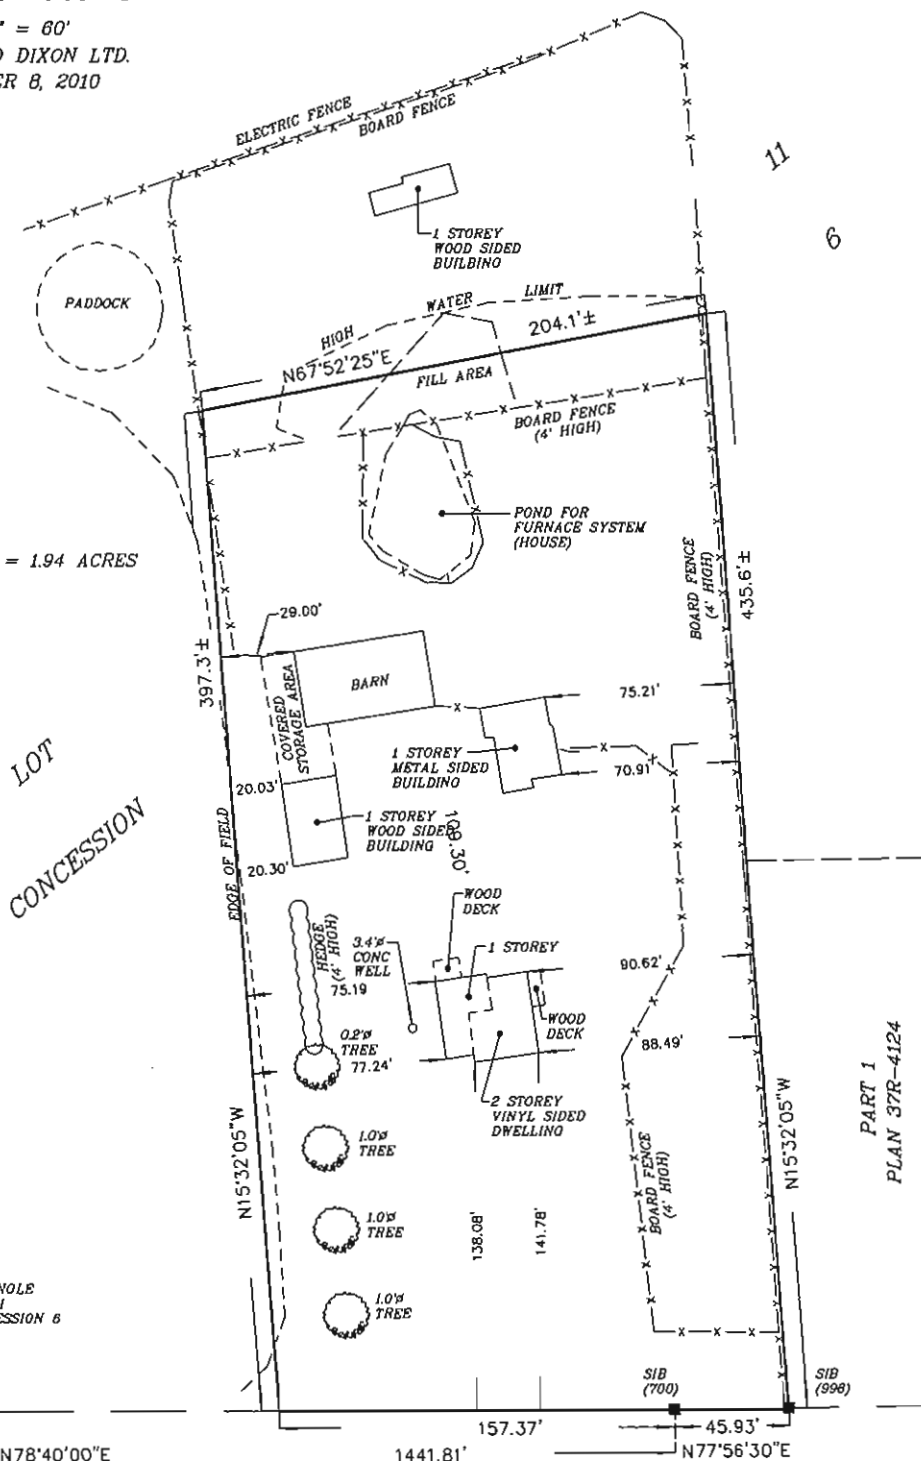 " = 60'
DIXON LTD.
ER 8, 2010
ELECTRIC FENCE
BOARD FENCE
11
6
1 STOREY
WOOD SIDED
BUILDING
PADDOCK
HIGH
WATER
LIMIT
204.1'±
N67°52'25"E
FILL AREA
BOARD FENCE
(4' HIGH)
POND FOR
FURNACE SYSTEM
(HOUSE)
= 1.94 ACRES
BOARD FENCE
(4' HIGH)
435.6'±
29.00'
397.3'±
BARN
COVERED
STORAGE AREA
75.21'
1 STOREY
METAL SIDED
BUILDING
70.91'
LOT
CONCESSION
20.03'
1 STOREY
WOOD SIDED
BUILDING
109.30'
20.30'
EDGE OF FIELD
WOOD
DECK
HEDGE
(4' HIGH)
3.4'ø
CONC
WELL
1 STOREY
90.62'
75.19
WOOD
DECK
0.2'ø
TREE
77.24'
88.49'
2 STOREY
VINYL SIDED
DWELLING
PART 1
PLAN 37R-4124
N15°32'05"W
N15°32'05"W
1.0'ø
TREE
BOARD FENCE
(4' HIGH)
1.0'ø
TREE
138.08'
141.78'
1.0'ø
TREE
ESSION 6
SIB
(700)
SIB
(998)
157.37'
45.93'
N78°40'00"E
1441.81'
N77°56'30"E